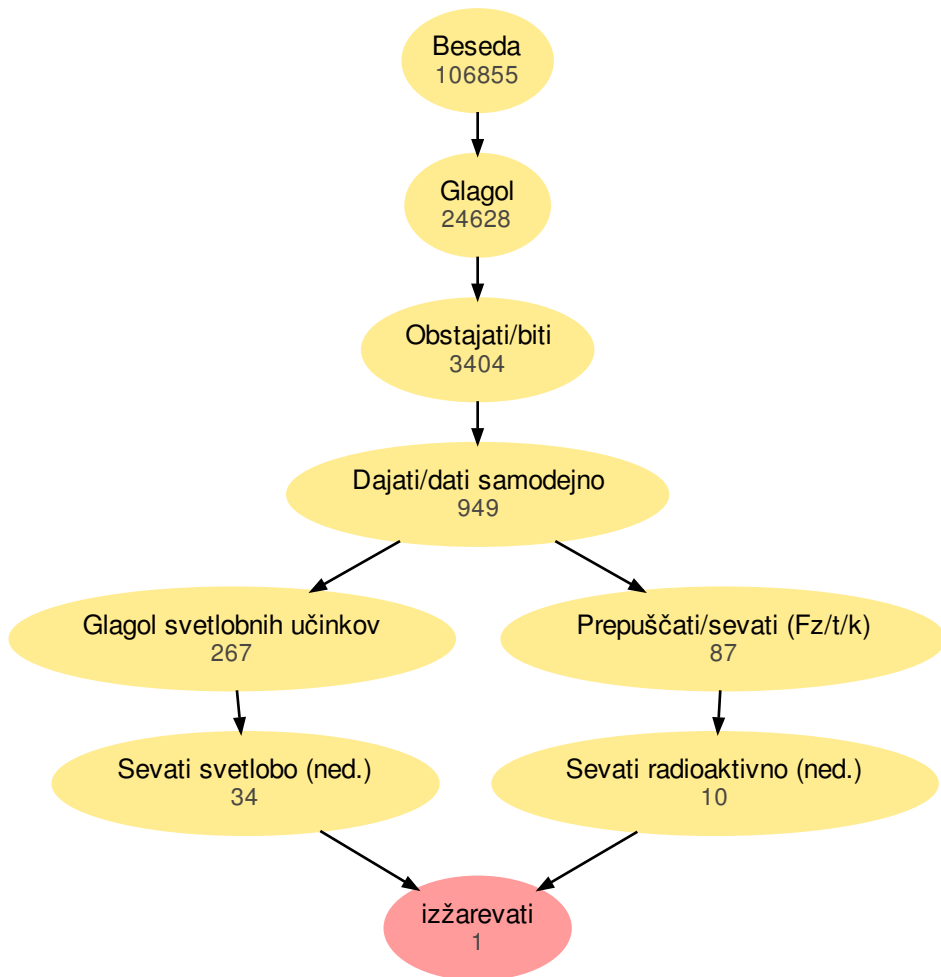 Beseda
106855
Glagol
24628
Obstajati/biti
3404
Dajati/dati samodejno
949
Glagol svetlobnih učinkov
267
Prepuščati/sevati (Fz/t/k)
87
Sevati svetlobo (ned.)
34
Sevati radioaktivno (ned.)
10
izžarevati
1